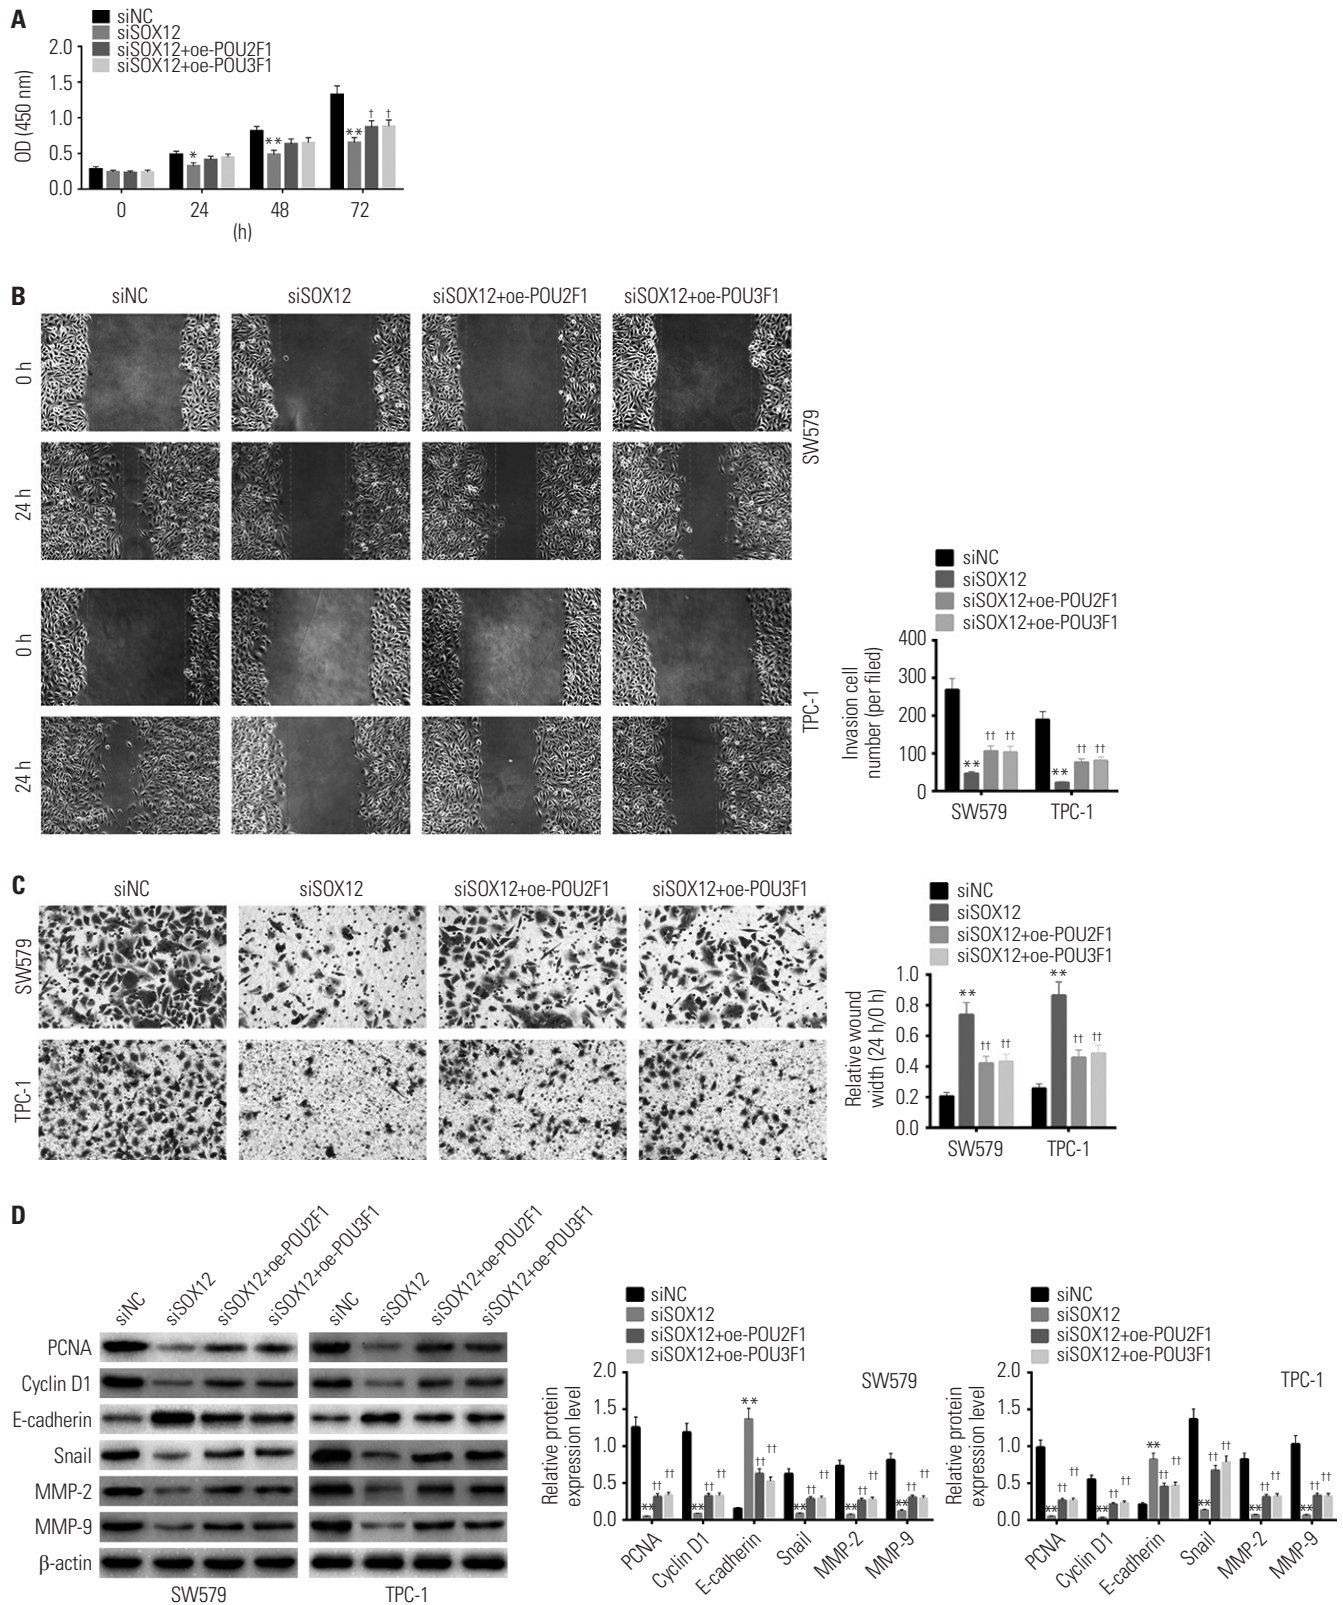 A
siNC
siSOX12
siSOX12+oe-POU2F1
siSOX12+oe-POU3F1
OD (450 nm)
2.0
1.5
1.0
0.5
0.0
*
**
**
†
†
0
24
48
72
(h)
B
siNC
siSOX12
siSOX12+oe-POU2F1
siSOX12+oe-POU3F1
0 h
24 h
SW579
0 h
24 h
TPC-1
siNC
siSOX12
siSOX12+oe-POU2F1
siSOX12+oe-POU3F1
Invasion cell
number (per filed)
400
300
200
100
0
**
††
††
**
††
††
SW579
TPC-1
C
siNC
siSOX12
siSOX12+oe-POU2F1
siSOX12+oe-POU3F1
SW579
TPC-1
siNC
siSOX12
siSOX12+oe-POU2F1
siSOX12+oe-POU3F1
Relative wound
width (24 h/0 h)
1.0
0.8
0.6
0.4
0.2
0.0
**
††
††
**
††
††
SW579
TPC-1
D
siNC
siSOX12
siSOX12+oe-POU2F1
siSOX12+oe-POU3F1
siNC
siSOX12
siSOX12+oe-POU2F1
siSOX12+oe-POU3F1
PCNA
Cyclin D1
E-cadherin
Snail
MMP-2
MMP-9
β-actin
SW579
TPC-1
siNC
siSOX12
siSOX12+oe-POU2F1
siSOX12+oe-POU3F1
SW579
Relative protein
expression level
2.0
1.5
1.0
0.5
0.0
**
††
††
**
††
††
**
††
††
**
††
††
**
††
††
**
††
††
PCNA
Cyclin D1
E-cadherin
Snail
MMP-2
MMP-9
siNC
siSOX12
siSOX12+oe-POU2F1
siSOX12+oe-POU3F1
TPC-1
Relative protein
expression level
2.0
1.5
1.0
0.5
0.0
**
††
††
**
††
††
**
††
††
**
††
††
**
††
††
**
††
††
PCNA
Cyclin D1
E-cadherin
Snail
MMP-2
MMP-9